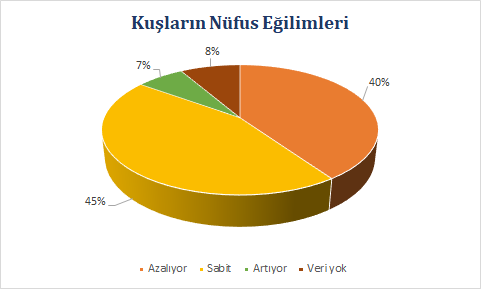 Kuşların Nüfus Eğilimleri
8%
7%
40%
45%
Azalıyor Sabit Artıyor Veri yok